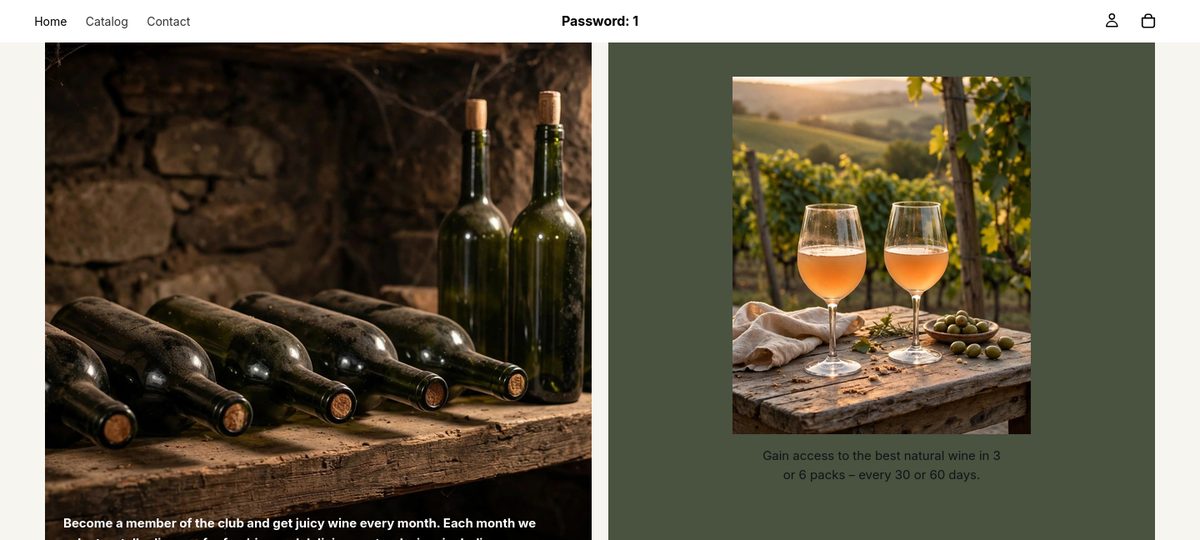 Home Catalog Contact
Password: 1
Become a member of the club and get juicy wine every month. Each month we
Gain access to the best natural wine in 3
or 6 packs – every 30 or 60 days.